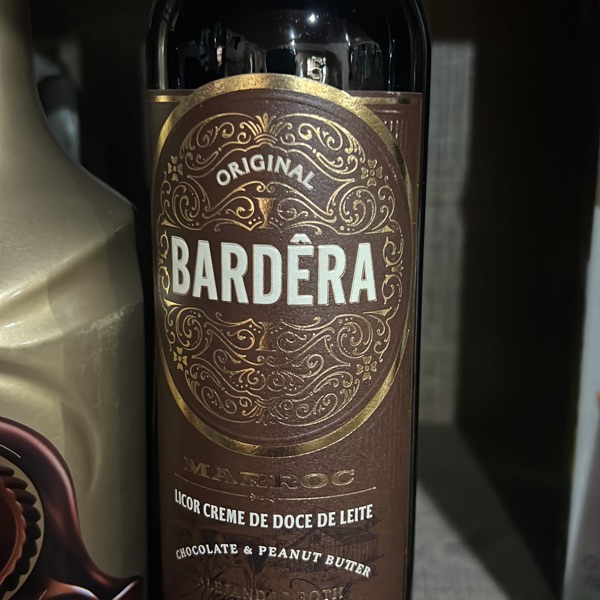 ORIGINAL
BARDÊRA
MARROC
LICOR CREME DE DOCE DE LEITE
CHOCOLATE & PEANUT BUTTER